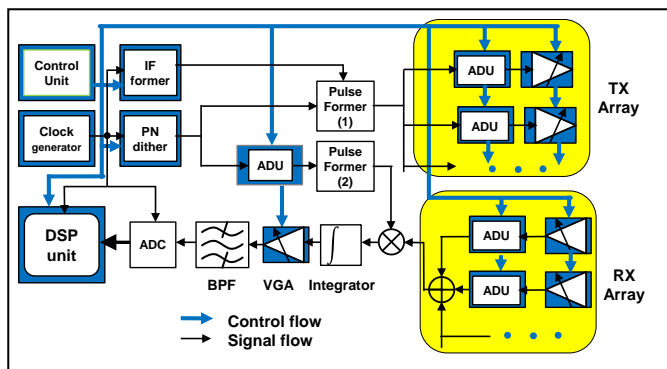 Control
Unit
IF
former
Pulse
Former
(1)
ADU
TX
Array
ADU
Clock
generator
PN
dither
ADU
Pulse
Former
(2)
DSP
unit
ADC
BPF
VGA
Integrator
ADU
ADU
RX
Array
Control flow
Signal flow